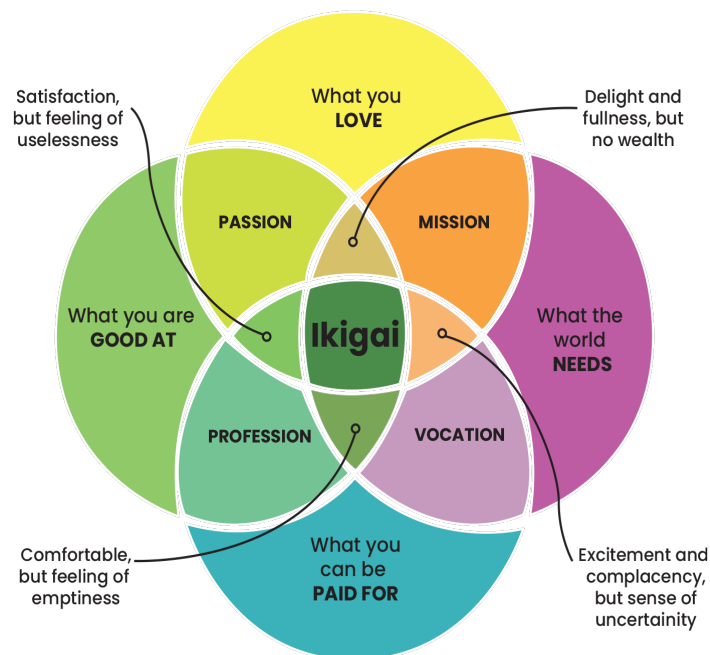 What you
LOVE
Satisfaction,
but feeling of
uselessness
Delight and
fullness, but
no wealth
PASSION
MISSION
What you are
GOOD AT
Ikigai
What the
world
NEEDS
PROFESSION
VOCATION
What you
can be
PAID FOR
Comfortable,
but feeling of
emptiness
Excitement and
complacency,
but sense of
uncertainity